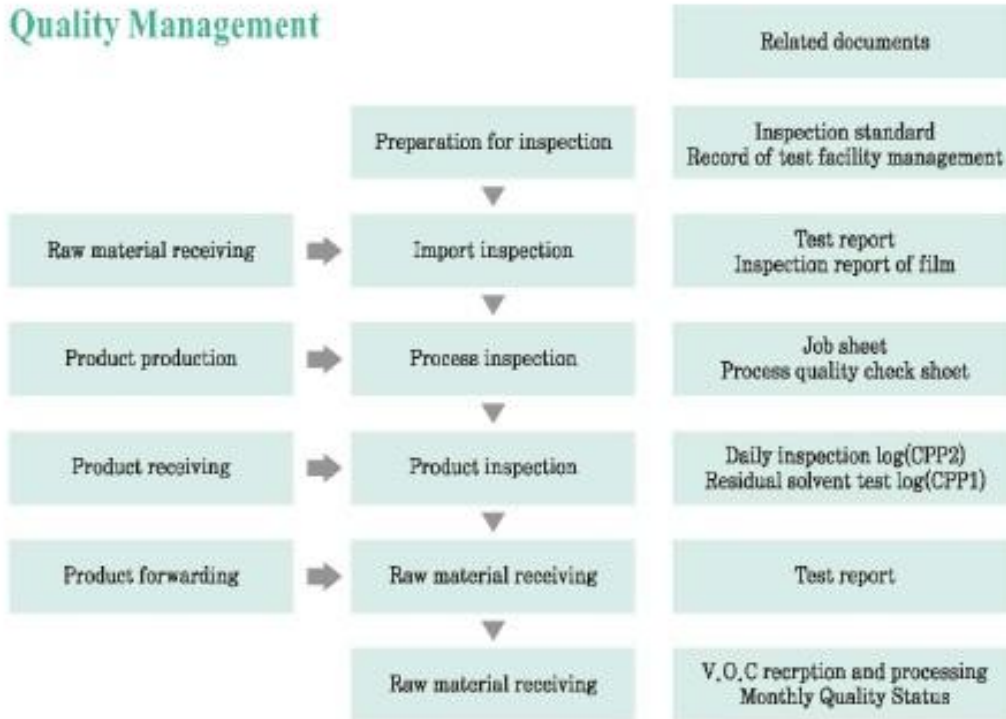 Quality Management
Related documents
Preparation for inspection
Inspection standard
Record of test facility management
Raw material receiving
Import inspection
Test report
Inspection report of film
Product production
Process inspection
Job sheet
Process quality check sheet
Product receiving
Product inspection
Daily inspection log(CPP2)
Residual solvent test log(CPP1)
Product forwarding
Raw material receiving
Test report
Raw material receiving
V.O.C recrption and processing
Monthly Quality Status